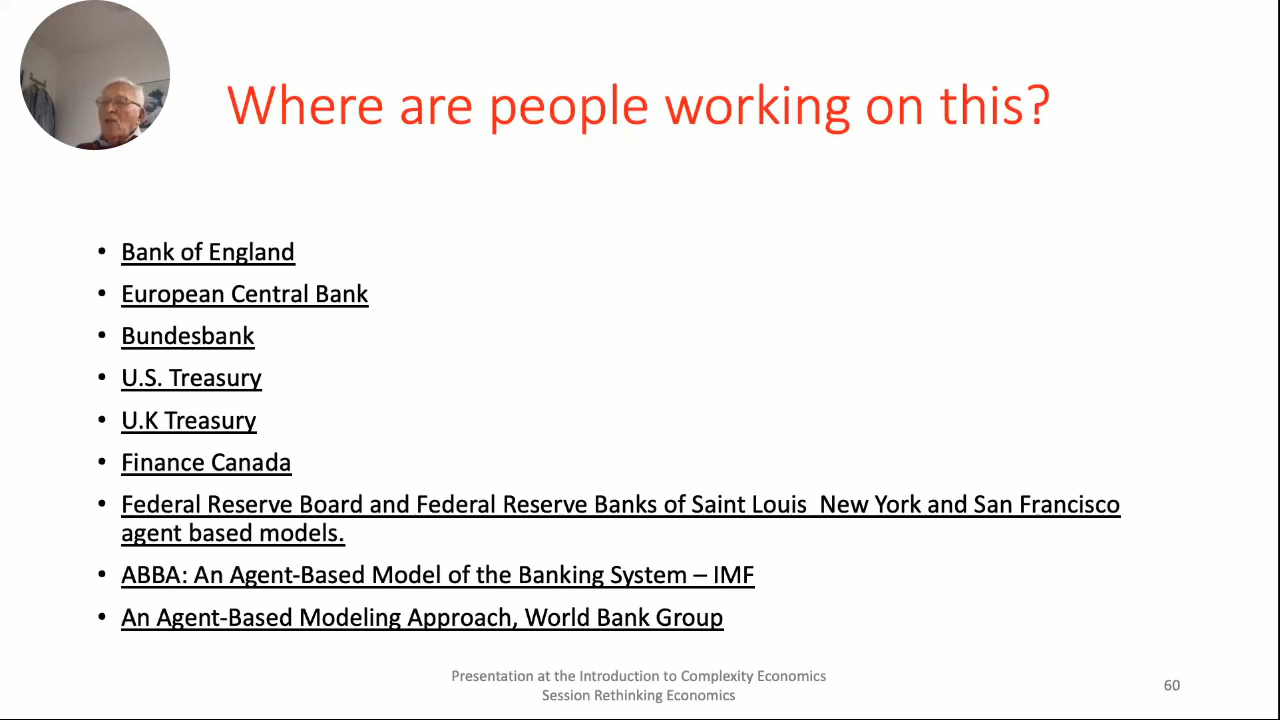 Where are people working on this?
• Bank of England
• European Central Bank
• Bundesbank
• U.S. Treasury
• U.K Treasury
• Finance Canada
• Federal Reserve Board and Federal Reserve Banks of Saint Louis  New York and San Francisco
agent based models.
• ABBA: An Agent-Based Model of the Banking System – IMF
• An Agent-Based Modeling Approach, World Bank Group
Presentation at the Introduction to Complexity Economics
Session Rethinking Economics
60